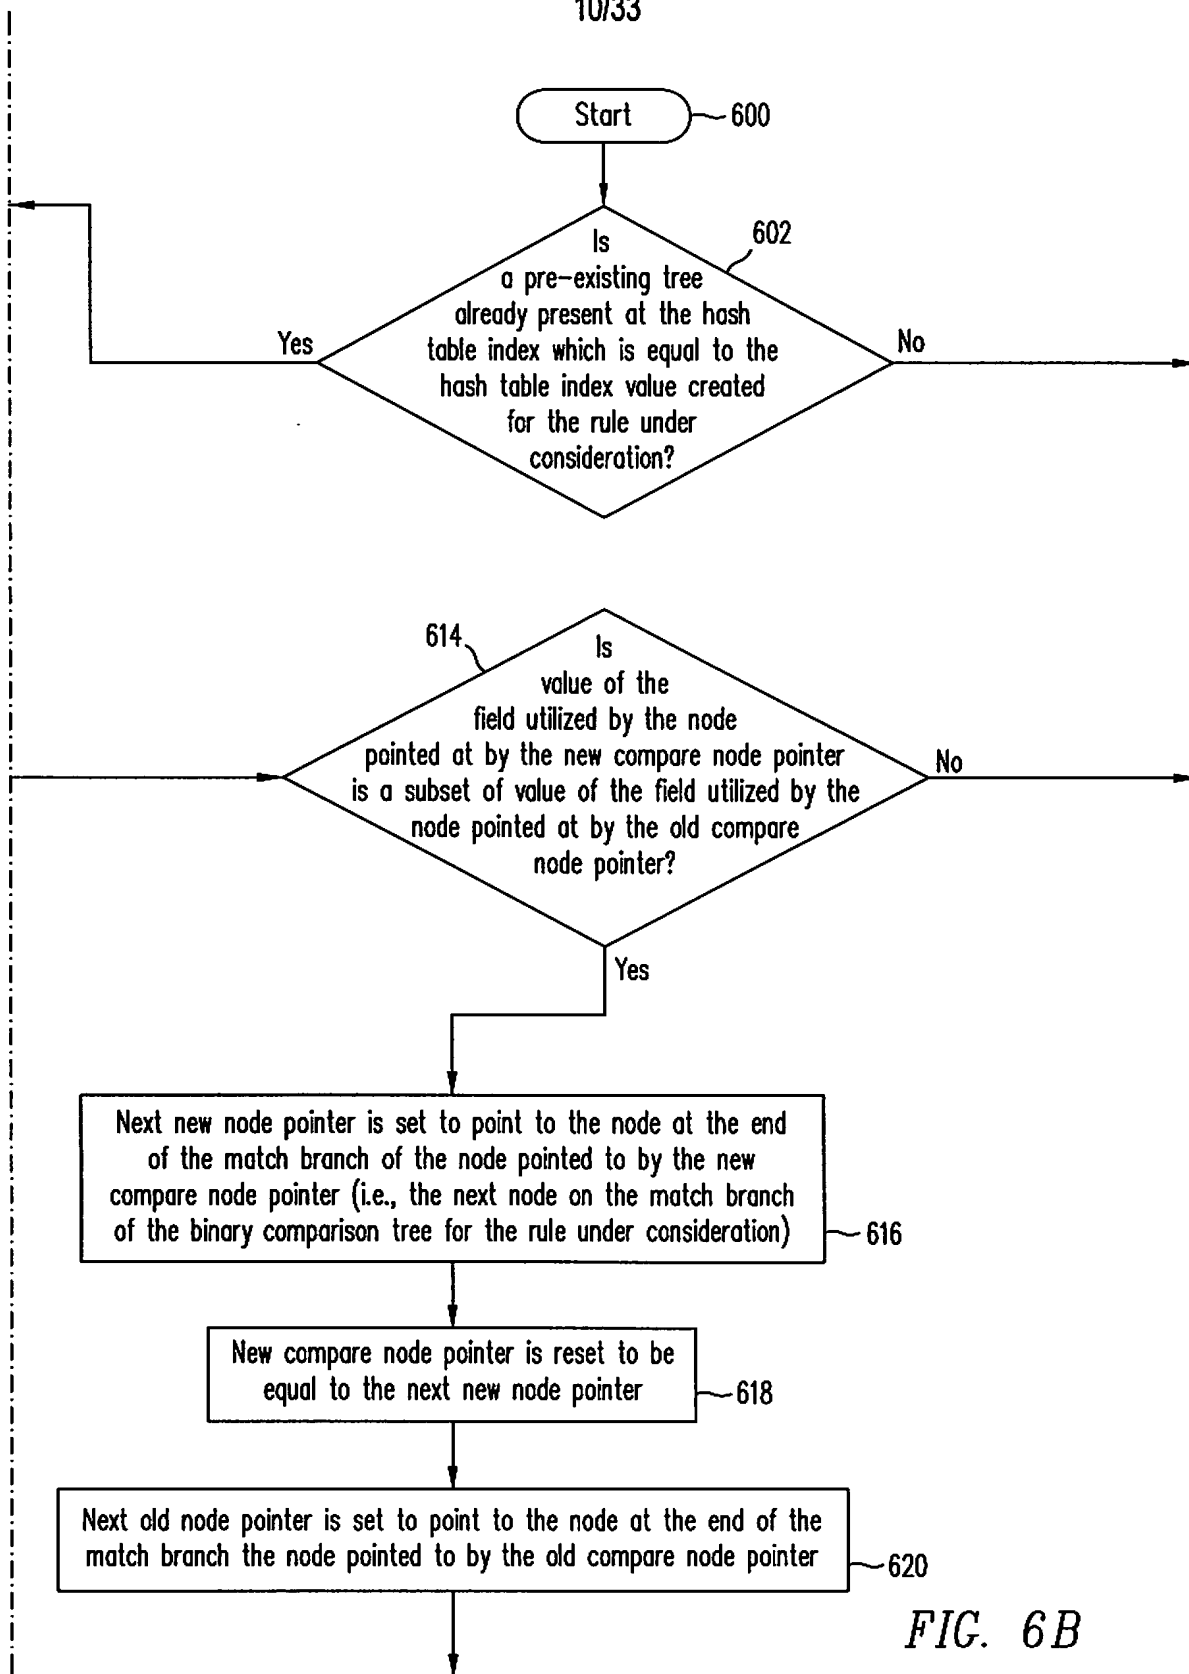 10/33
Start
600
602
Is
a pre-existing tree
already present at the hash
table index which is equal to the
hash table index value created
for the rule under
consideration?
Yes
No
614
Is
value of the
field utilized by the node
pointed at by the new compare node pointer
is a subset of value of the field utilized by the
node pointed at by the old compare
node pointer?
No
Yes
Next new node pointer is set to point to the node at the end
of the match branch of the node pointed to by the new
compare node pointer (i.e., the next node on the match branch
of the binary comparison tree for the rule under consideration)
616
New compare node pointer is reset to be
equal to the next new node pointer
618
Next old node pointer is set to point to the node at the end of the
match branch the node pointed to by the old compare node pointer
620
FIG. 6B